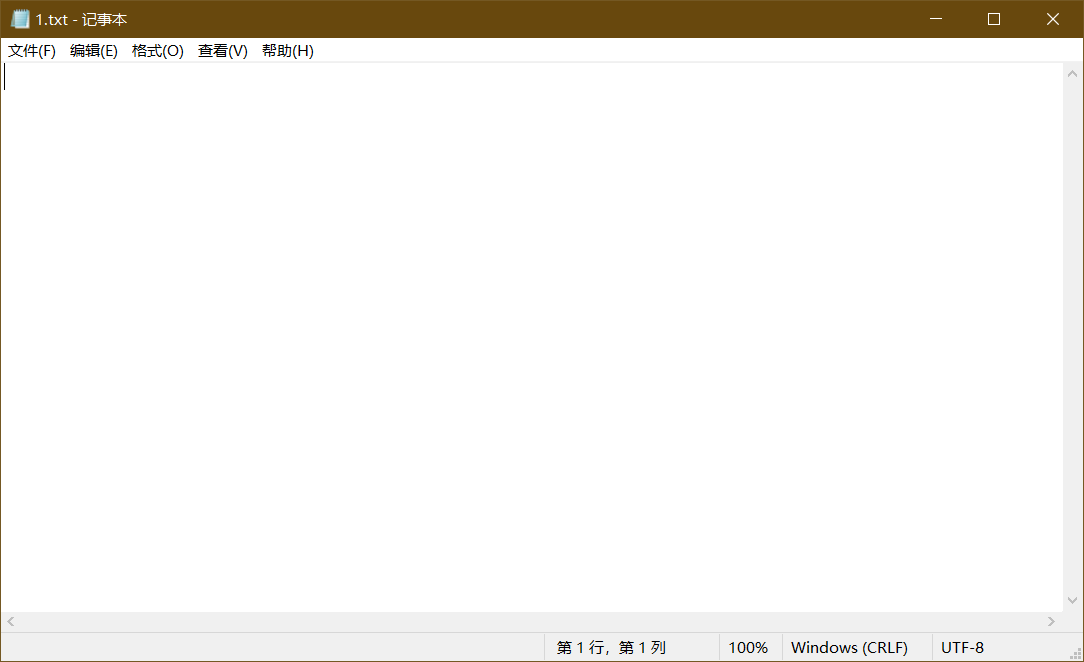 1.txt - 记事本
文件(F) 编辑(E) 格式(O) 查看(V) 帮助(H)
第 1 行，第 1 列 100% Windows (CRLF) UTF-8